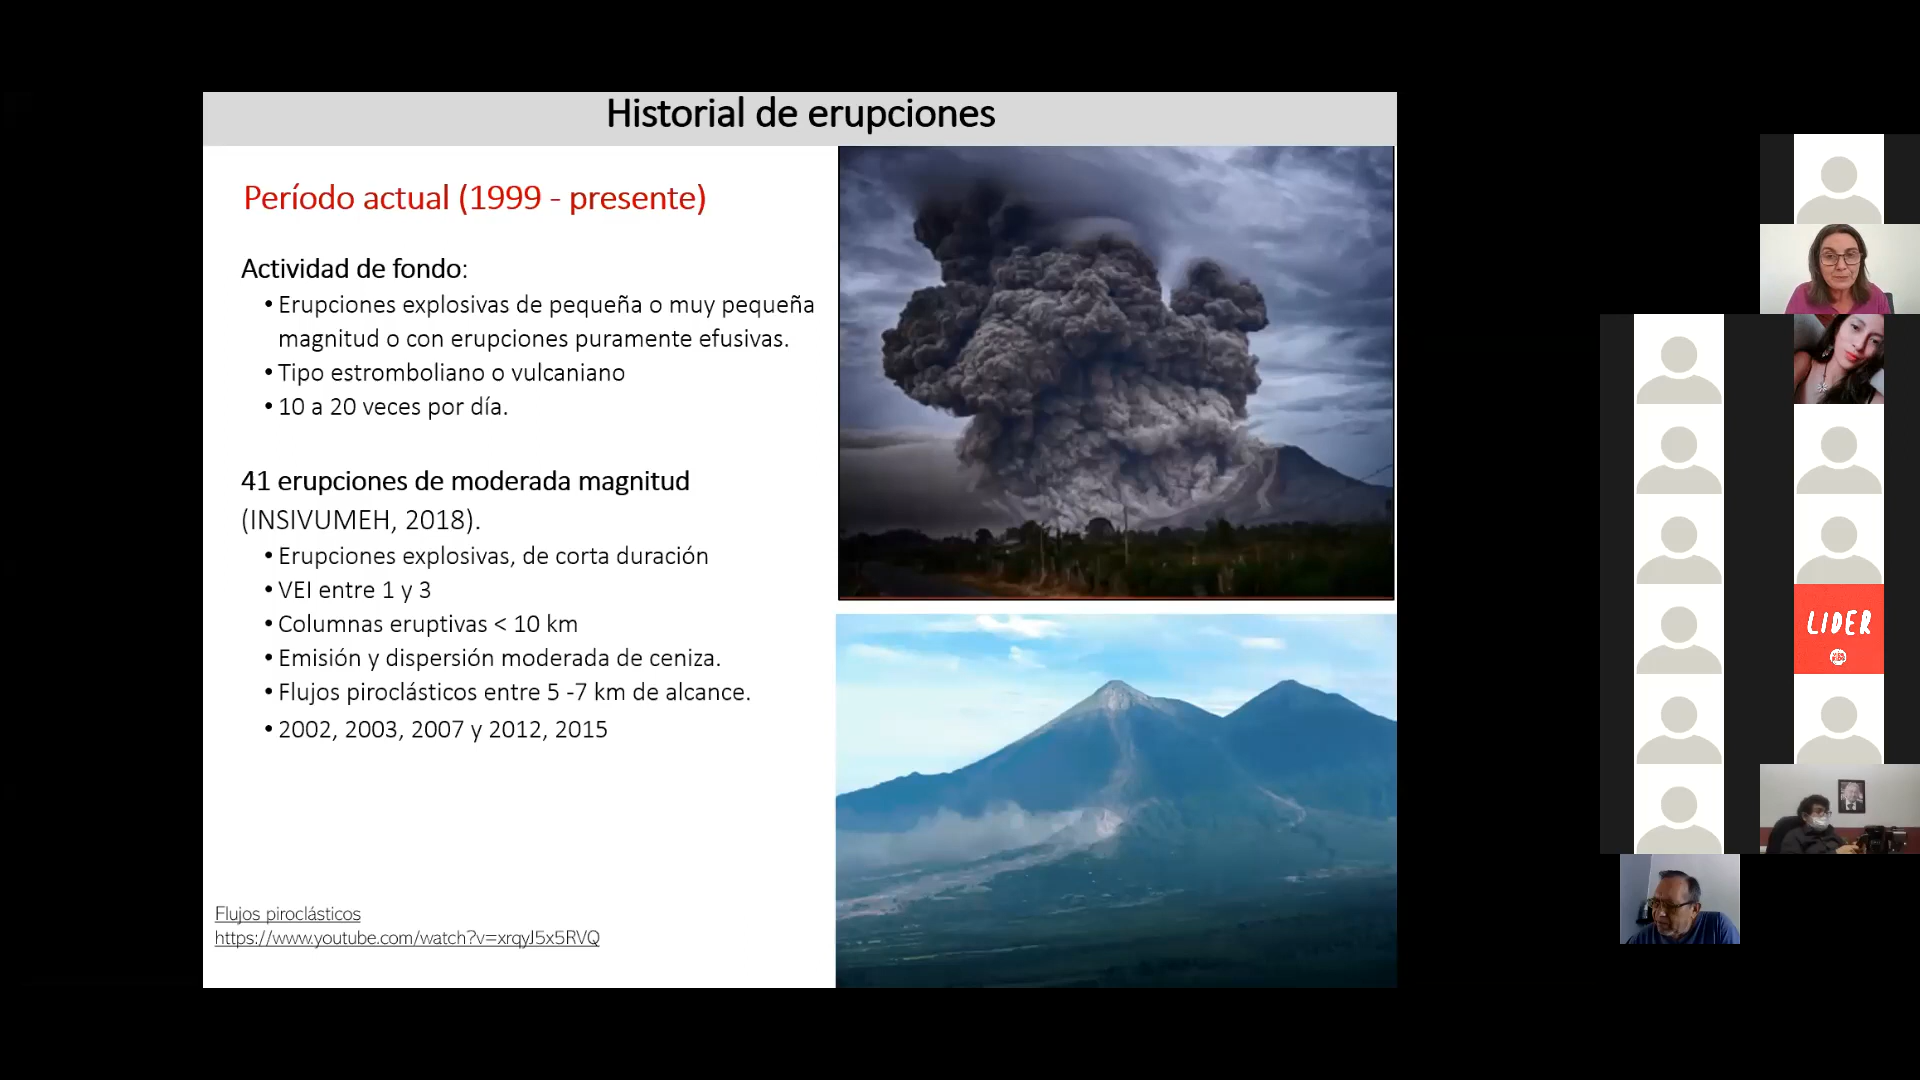 Historial de erupciones
Período actual (1999 - presente)
Actividad de fondo:
• Erupciones explosivas de pequeña o muy pequeña
magnitud o con erupciones puramente efusivas.
• Tipo estromboliano o vulcaniano
• 10 a 20 veces por día.
41 erupciones de moderada magnitud
(INSIVUMEH, 2018).
• Erupciones explosivas, de corta duración
• VEI entre 1 y 3
• Columnas eruptivas < 10 km
• Emisión y dispersión moderada de ceniza.
• Flujos piroclásticos entre 5 -7 km de alcance.
• 2002, 2003, 2007 y 2012, 2015
Flujos piroclásticos
https://www.youtube.com/watch?v=xrqyJ5x5RVQ
LIDER